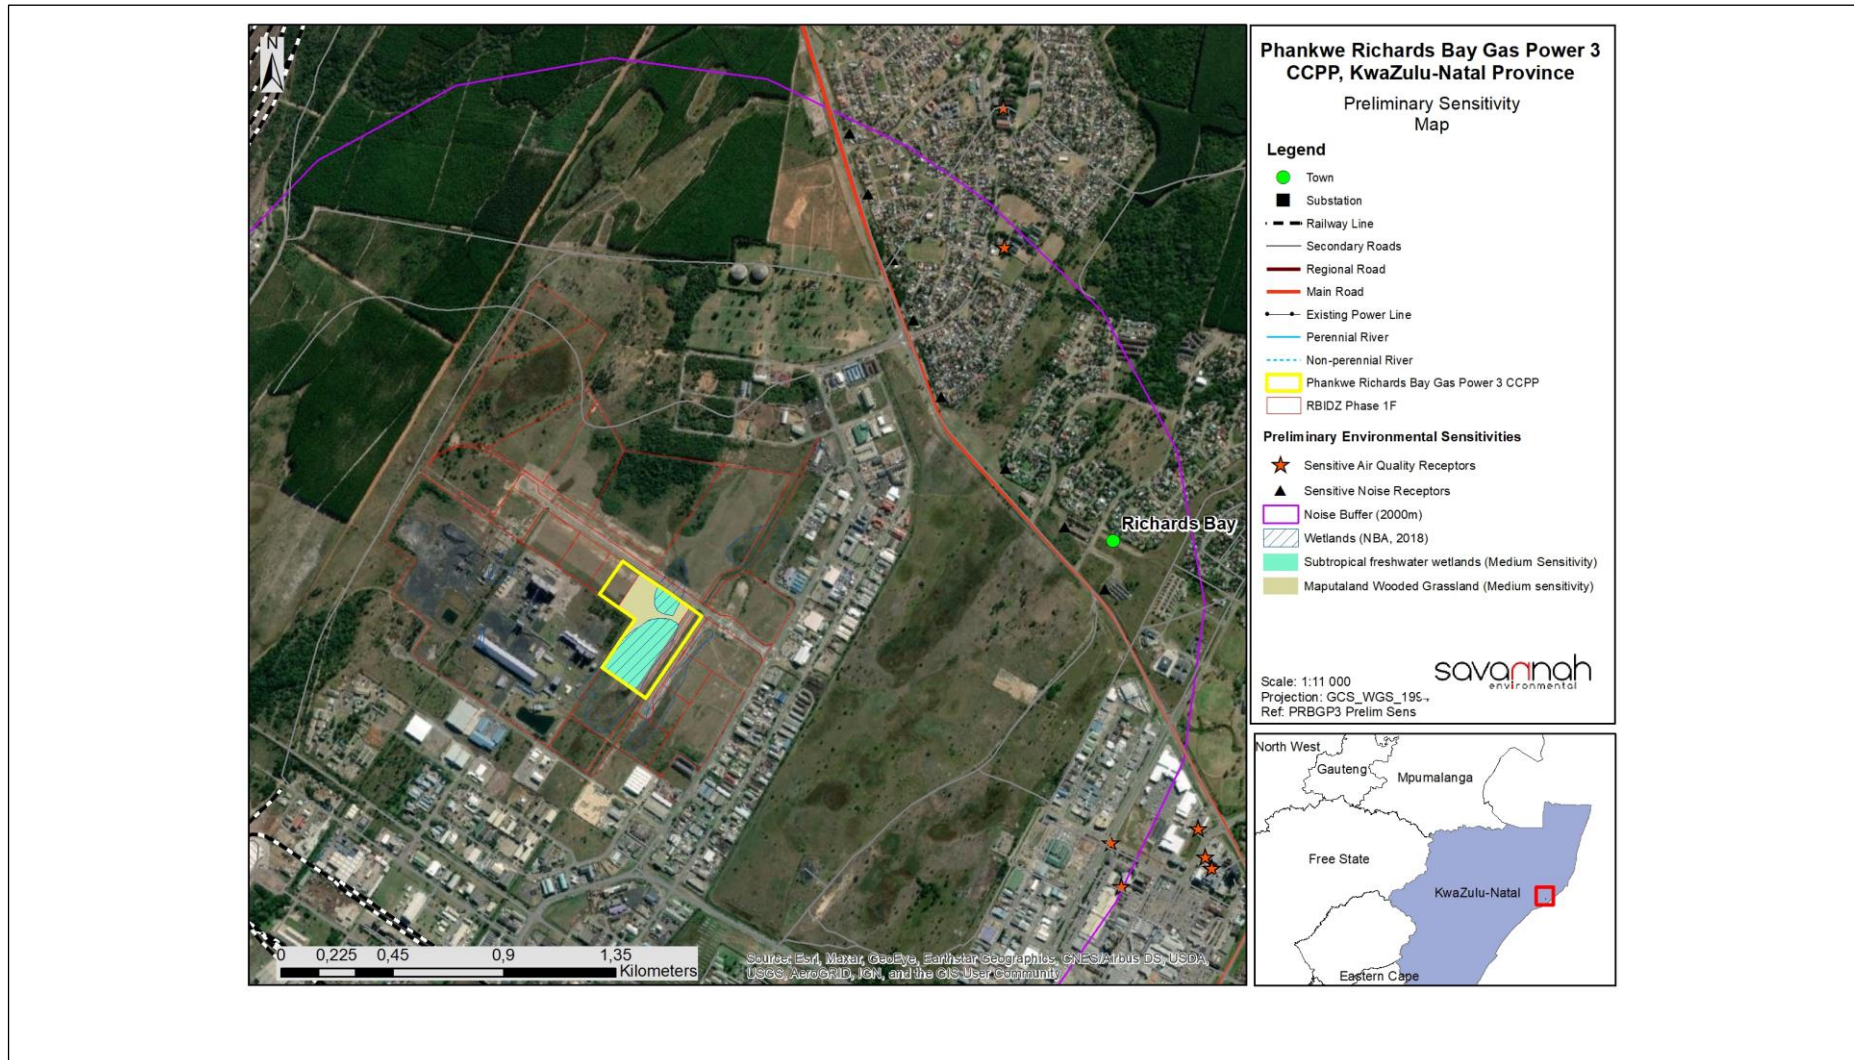 N
Richards Bay
0 0,225 0,45 0,9 1,35
Kilometers
Source: Esri, Maxar, GeoEye, Earthstar Geographics, CNES/Airbus DS, USDA,
USGS, AeroGRID, IGN, and the GIS User Community
Phankwe Richards Bay Gas Power 3
CCPP, KwaZulu-Natal Province
Preliminary Sensitivity
Map
Legend
Town
Substation
Railway Line
Secondary Roads
Regional Road
Main Road
Existing Power Line
Perennial River
Non-perennial River
Phankwe Richards Bay Gas Power 3 CCPP
RBIDZ Phase 1F
Preliminary Environmental Sensitivities
Sensitive Air Quality Receptors
Sensitive Noise Receptors
Noise Buffer (2000m)
Wetlands (NBA, 2018)
Subtropical freshwater wetlands (Medium Sensitivity)
Maputaland Wooded Grassland (Medium sensitivity)
savannah
environmental
Scale: 1:11 000
Projection:
Ref: PRBGP3 Prelim Sens
North West
Gauteng
Mpumalanga
Free State
KwaZulu-Natal
Eastern Cape